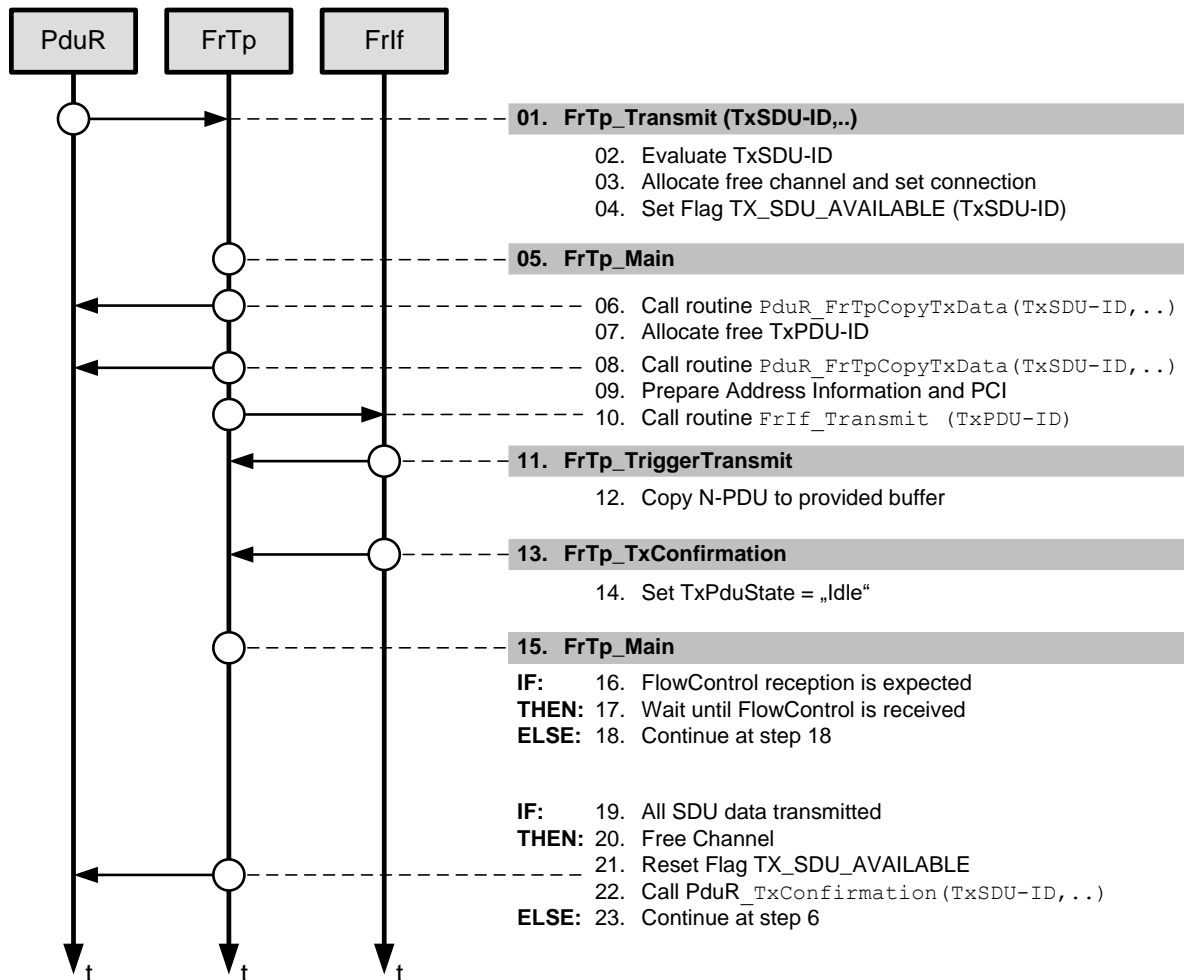 PduR FrTp FrIf
01. FrTp_Transmit (TxSDU-ID,..)
02. Evaluate TxSDU-ID
03. Allocate free channel and set connection
04. Set Flag TX_SDU_AVAILABLE (TxSDU-ID)
05. FrTp_Main
06. Call routine PduR_FrTpCopyTxData(TxSDU-ID,..)
07. Allocate free TxPDU-ID
08. Call routine PduR_FrTpCopyTxData(TxSDU-ID,..)
09. Prepare Address Information and PCI
10. Call routine FrIf_Transmit (TxPDU-ID)
11. FrTp_TriggerTransmit
12. Copy N-PDU to provided buffer
13. FrTp_TxConfirmation
14. Set TxPduState = „Idle“
15. FrTp_Main
IF: 16. FlowControl reception is expected
THEN: 17. Wait until FlowControl is received
ELSE: 18. Continue at step 18
IF: 19. All SDU data transmitted
THEN: 20. Free Channel
21. Reset Flag TX_SDU_AVAILABLE
22. Call PduR_TxConfirmation(TxSDU-ID,..)
ELSE: 23. Continue at step 6
t t t